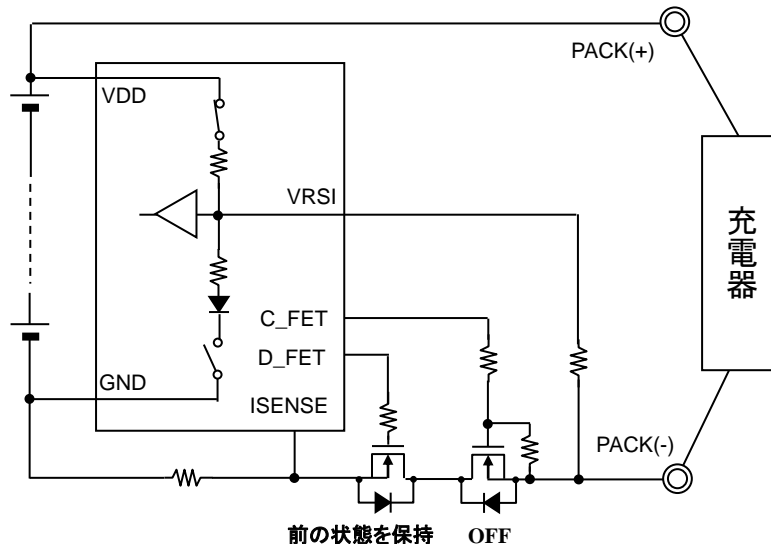 PACK(+)
VDD
VRSI
充電器
C_FET
D_FET
GND
ISENSE
PACK(-)
前の状態を保持 OFF